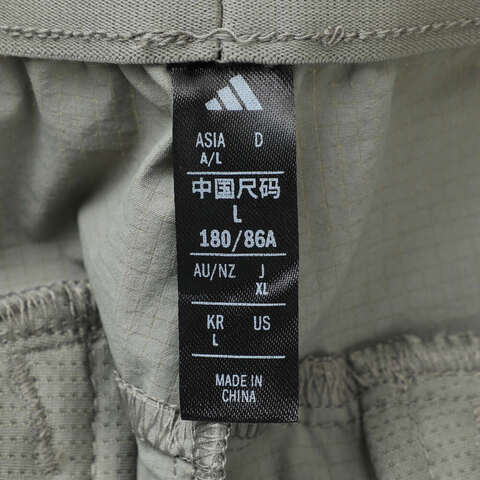 ASIA D
A/L
中国尺码
L
180/86A
AU/NZ J
XL
KR US
L
MADE IN
CHINA